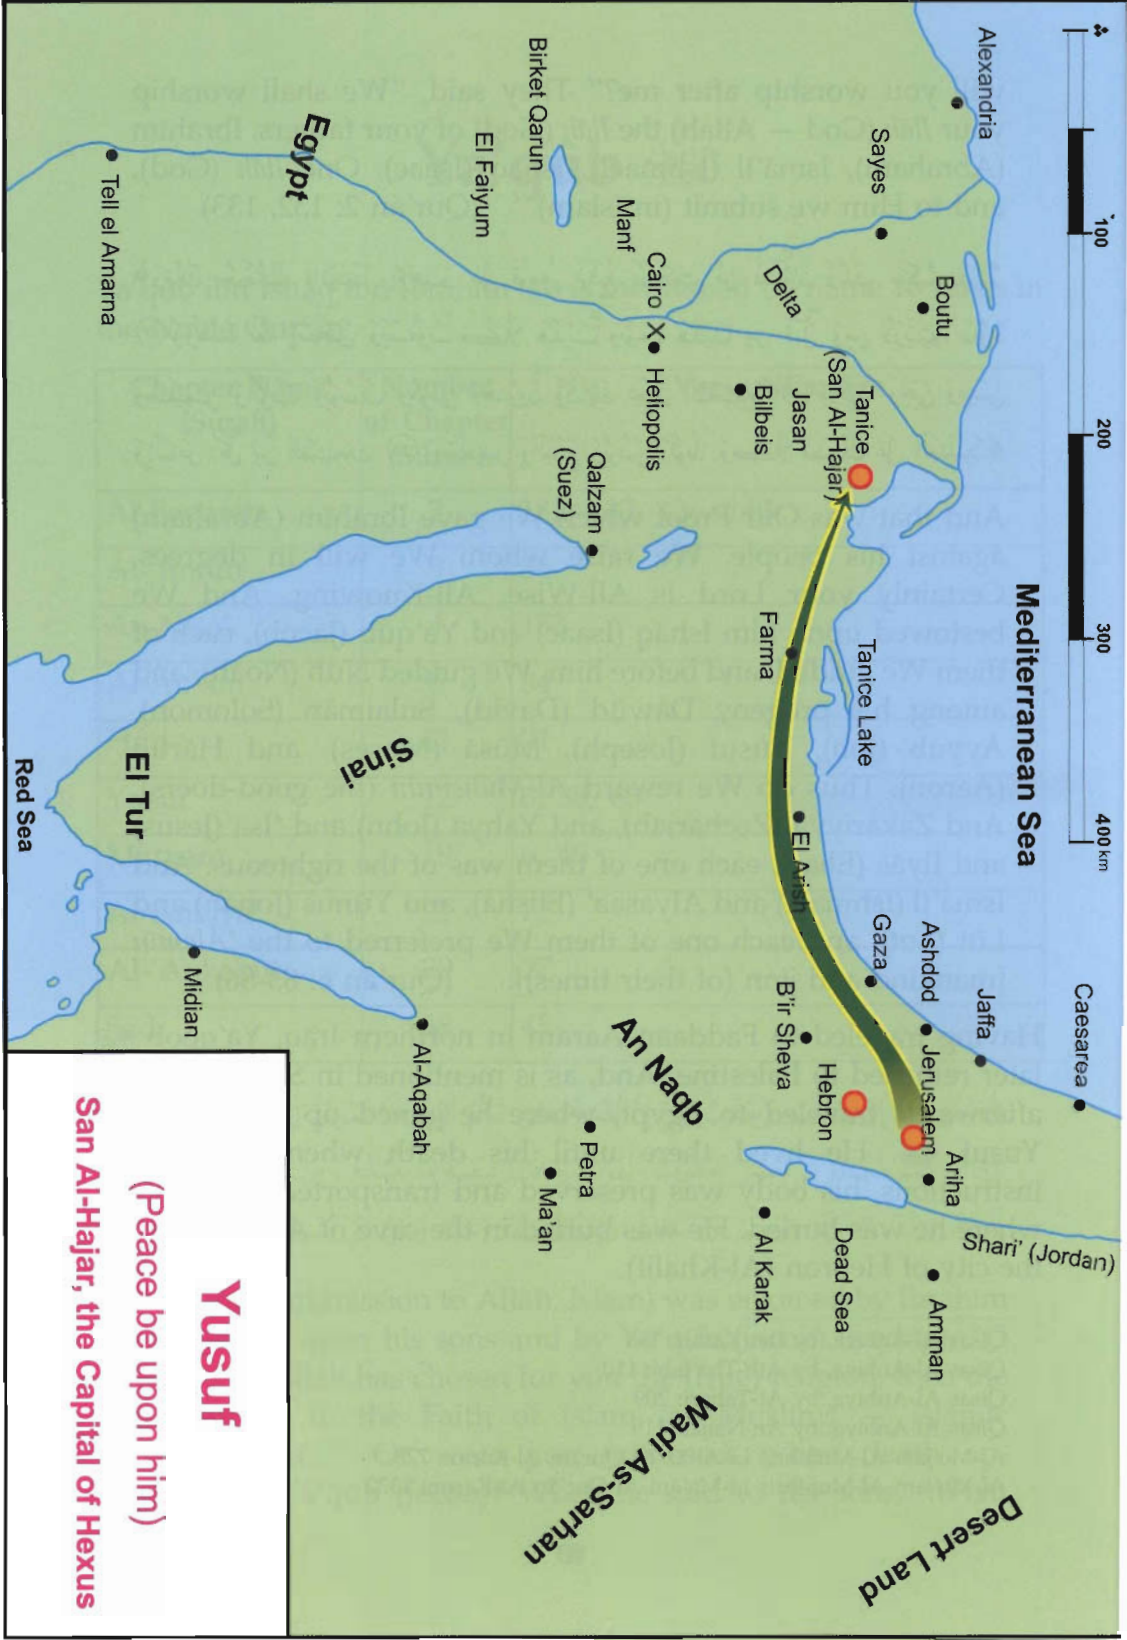 Mediterranean Sea
100
200
300
400 km
Alexandria
Sayes
Boutu
Delta
Tanice
(San Al-Hajar)
Jasan
Bilbeis
Cairo X
Heliopolis
Manf
El Faiyum
Birket Qarun
Egypt
Tell el Amarna
Qalzam
(Suez)
Farma
Tanice Lake
El Arish
Gaza
Ashdod
Jaffa
Caesarea
Jerusalem
Hebron
B'ir Sheva
Ariha
Shari' (Jordan)
Amman
Dead Sea
Al Karak
An Naqb
Petra
Ma'an
Al-Aqabah
Midian
Sinai
El Tur
Red Sea
Wadi As-Sarhan
Desert Land
Yusuf
(Peace be upon him)
San Al-Hajar, the Capital of Hexus